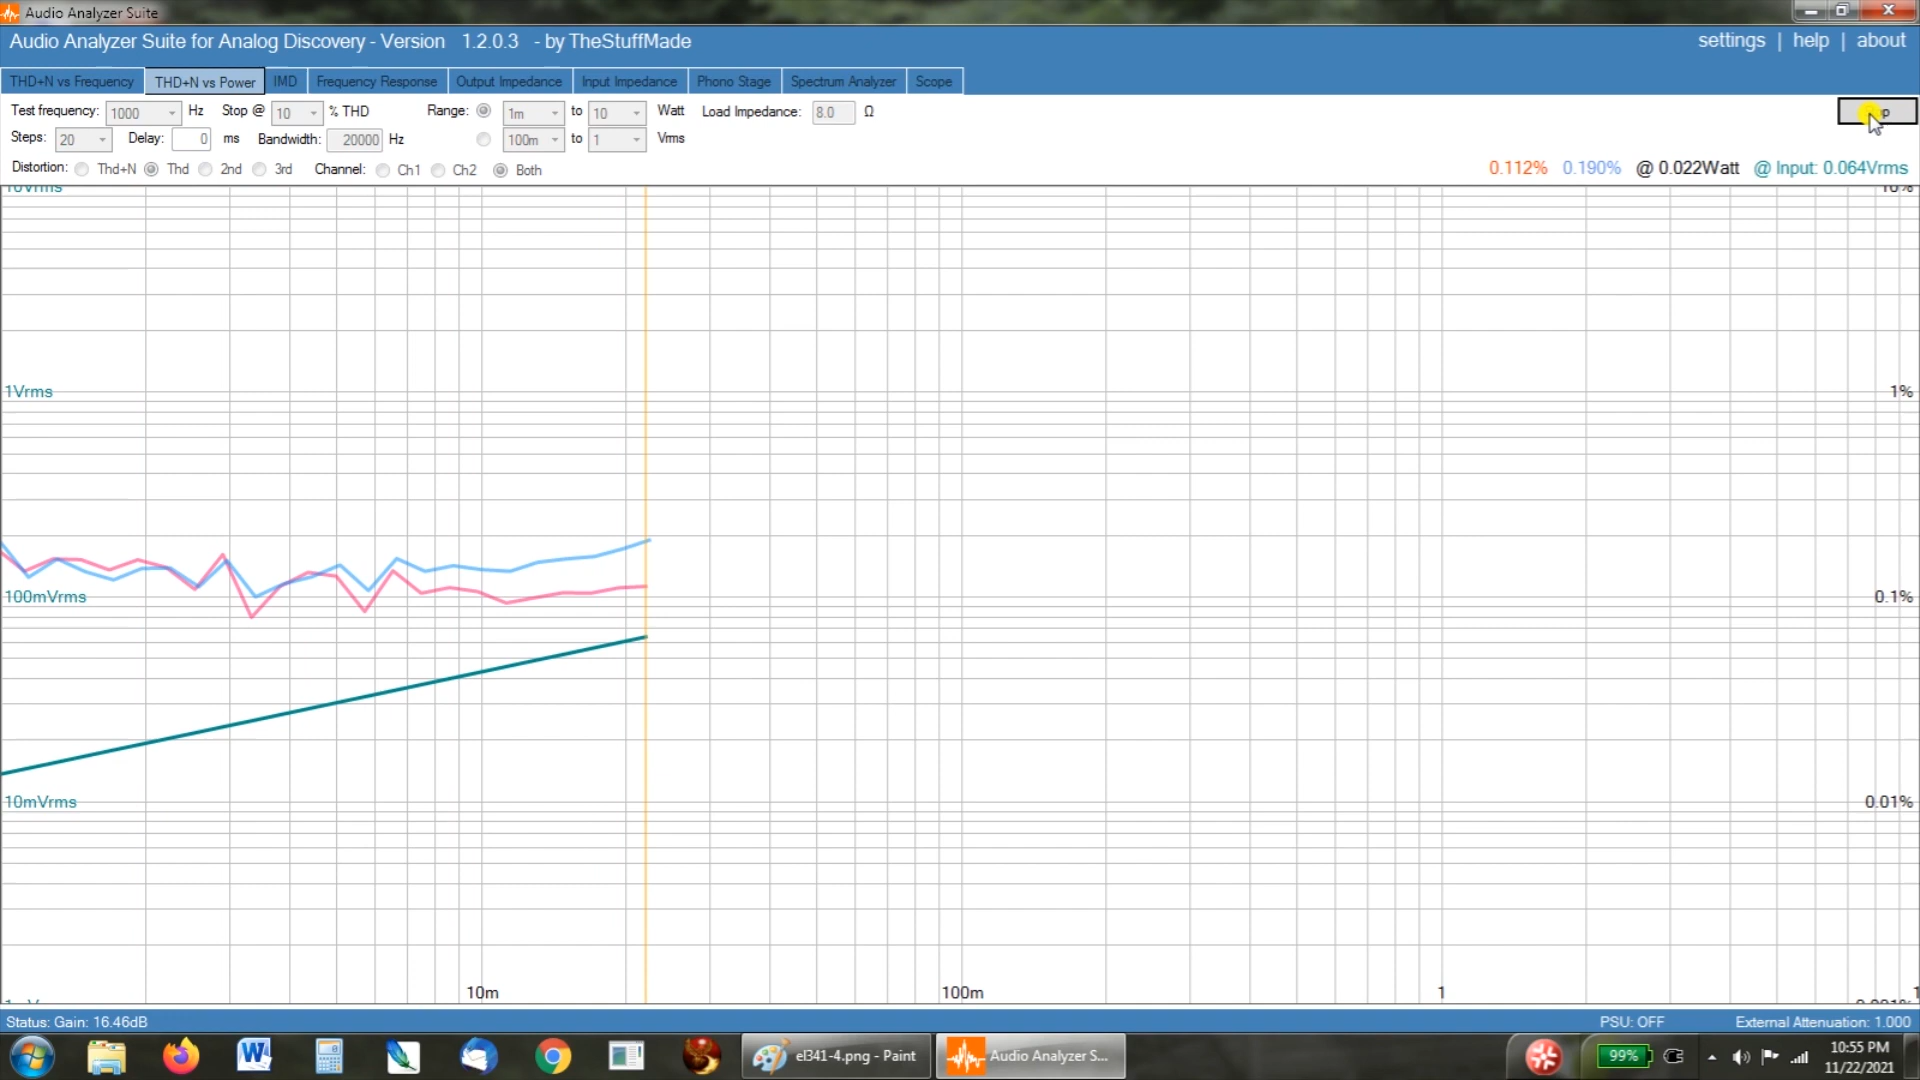 Audio Analyzer Suite
Audio Analyzer Suite for Analog Discovery - Version 1.2.0.3 - by TheStuffMade
settings | help | about
THD+N vs Frequency THD+N vs Power IMD Frequency Response Output Impedance Input Impedance Phono Stage Spectrum Analyzer Scope
Test frequency: 1000 Hz Stop @ 10 % THD Range: 1m to 10 Watt Load Impedance: 8.0 Ω
Steps: 20 Delay: 0 ms Bandwidth: 20000 Hz 100m to 1 Vrms
Distortion: Thd+N Thd 2nd 3rd Channel: Ch1 Ch2 Both
0.112% 0.190% @ 0.022Watt @ Input: 0.064Vrms
10Vrms 10%
1Vrms 1%
100mVrms 0.1%
10mVrms 0.01%
10m 100m 1
Status: Gain: 16.46dB PSU: OFF External Attenuation: 1.000
el341-4.png - Paint Audio Analyzer S... 99% 10:55 PM
11/22/2021